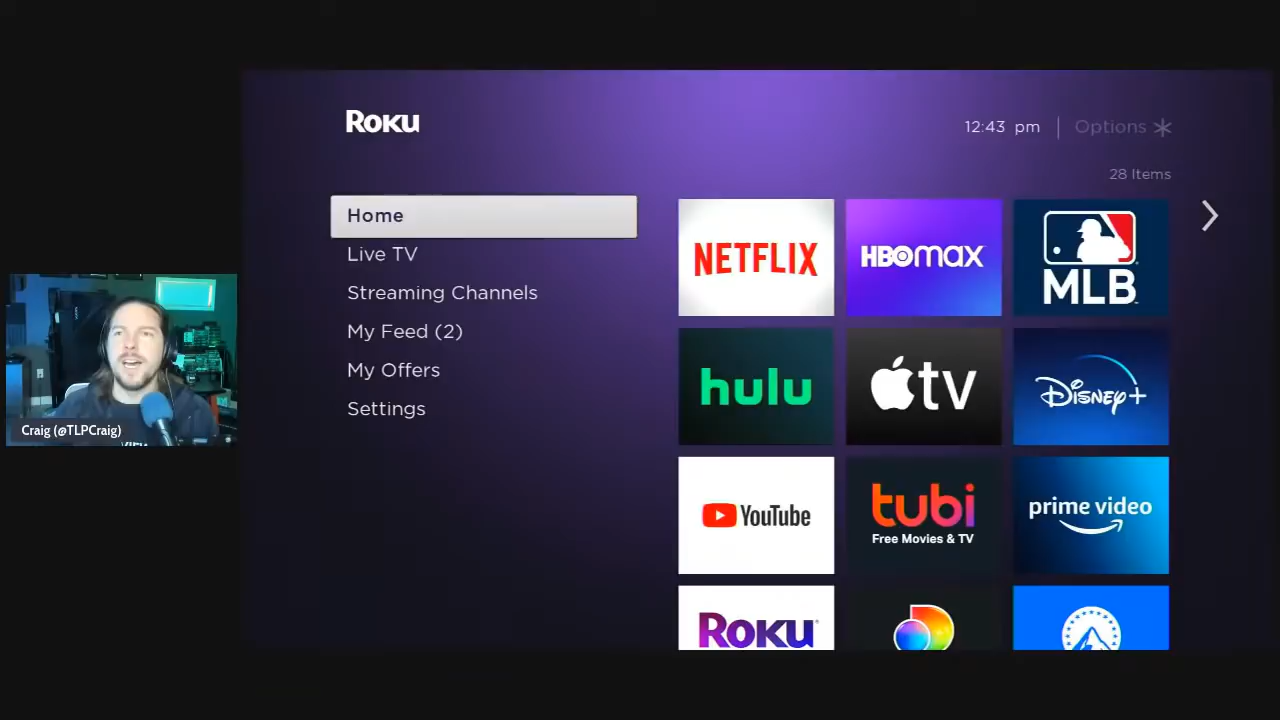 Roku
12:43 pm
Options
28 Items
Home
Live TV
Streaming Channels
My Feed (2)
My Offers
Settings
NETFLIX
HBOMAX
MLB
hulu
tv
Disney+
YouTube
tubi
Free Movies & TV
prime video
Roku
Craig (@TLPCraig)